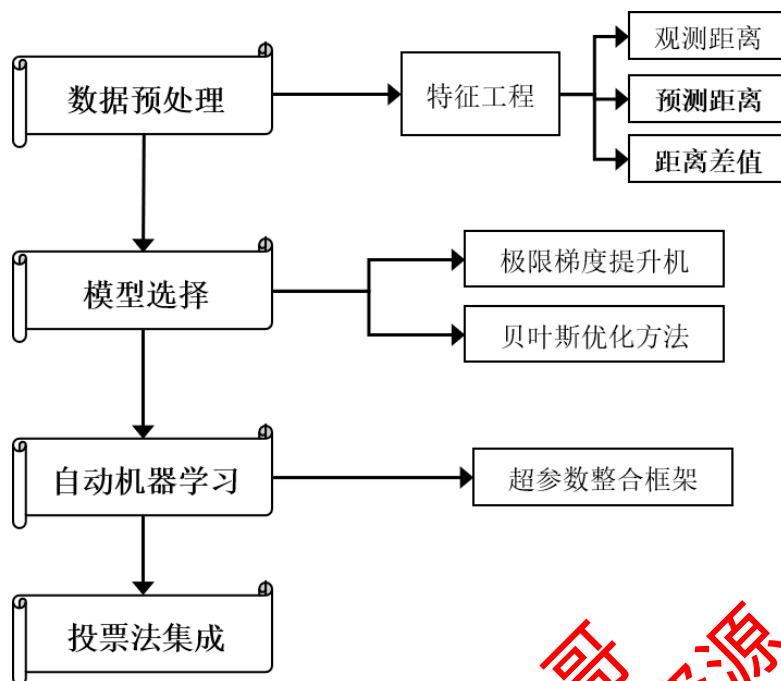 数据预处理
特征工程
观测距离
预测距离
距离差值
模型选择
极限梯度提升机
贝叶斯优化方法
自动机器学习
超参数整合框架
投票法集成
哥
源